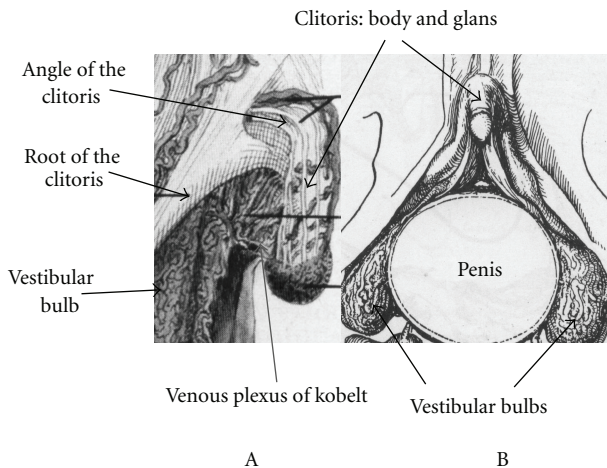 Clitoris: body and glans
Angle of the
clitoris
Root of the
clitoris
Vestibular
bulb
Penis
Venous plexus of kobelt
Vestibular bulbs
A
B